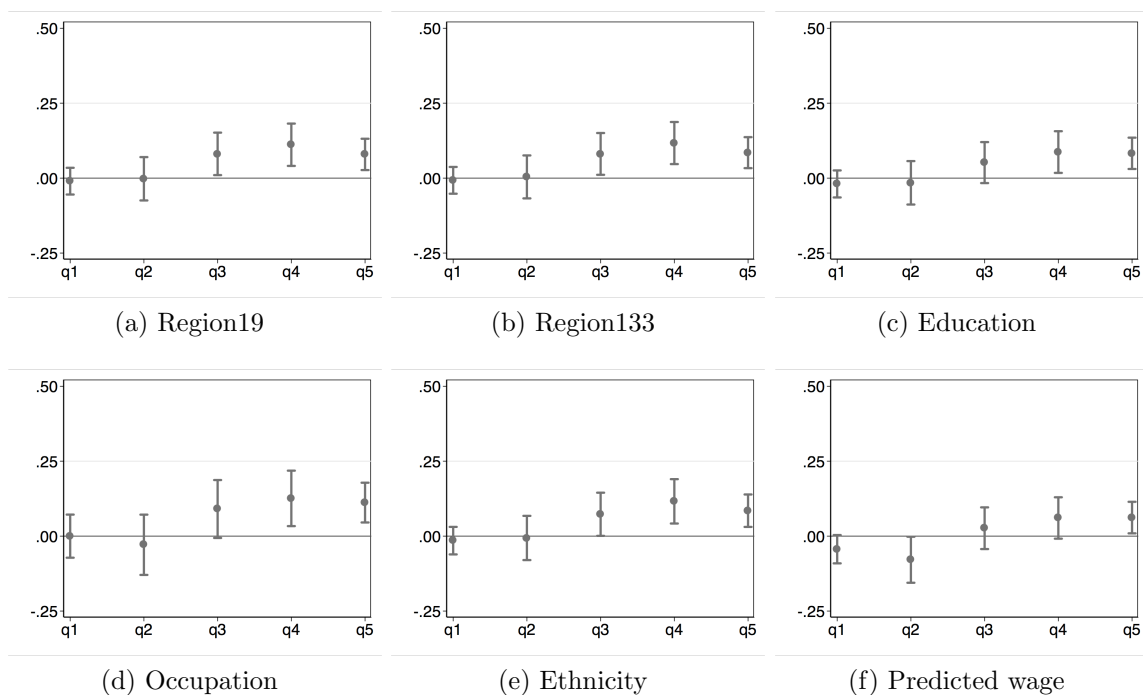 .50
.25
.00
-.25
q1 q2 q3 q4 q5
(a) Region19
.50
.25
.00
-.25
q1 q2 q3 q4 q5
(b) Region133
.50
.25
.00
-.25
q1 q2 q3 q4 q5
(c) Education
.50
.25
.00
-.25
q1 q2 q3 q4 q5
(d) Occupation
.50
.25
.00
-.25
q1 q2 q3 q4 q5
(e) Ethnicity
.50
.25
.00
-.25
q1 q2 q3 q4 q5
(f) Predicted wage